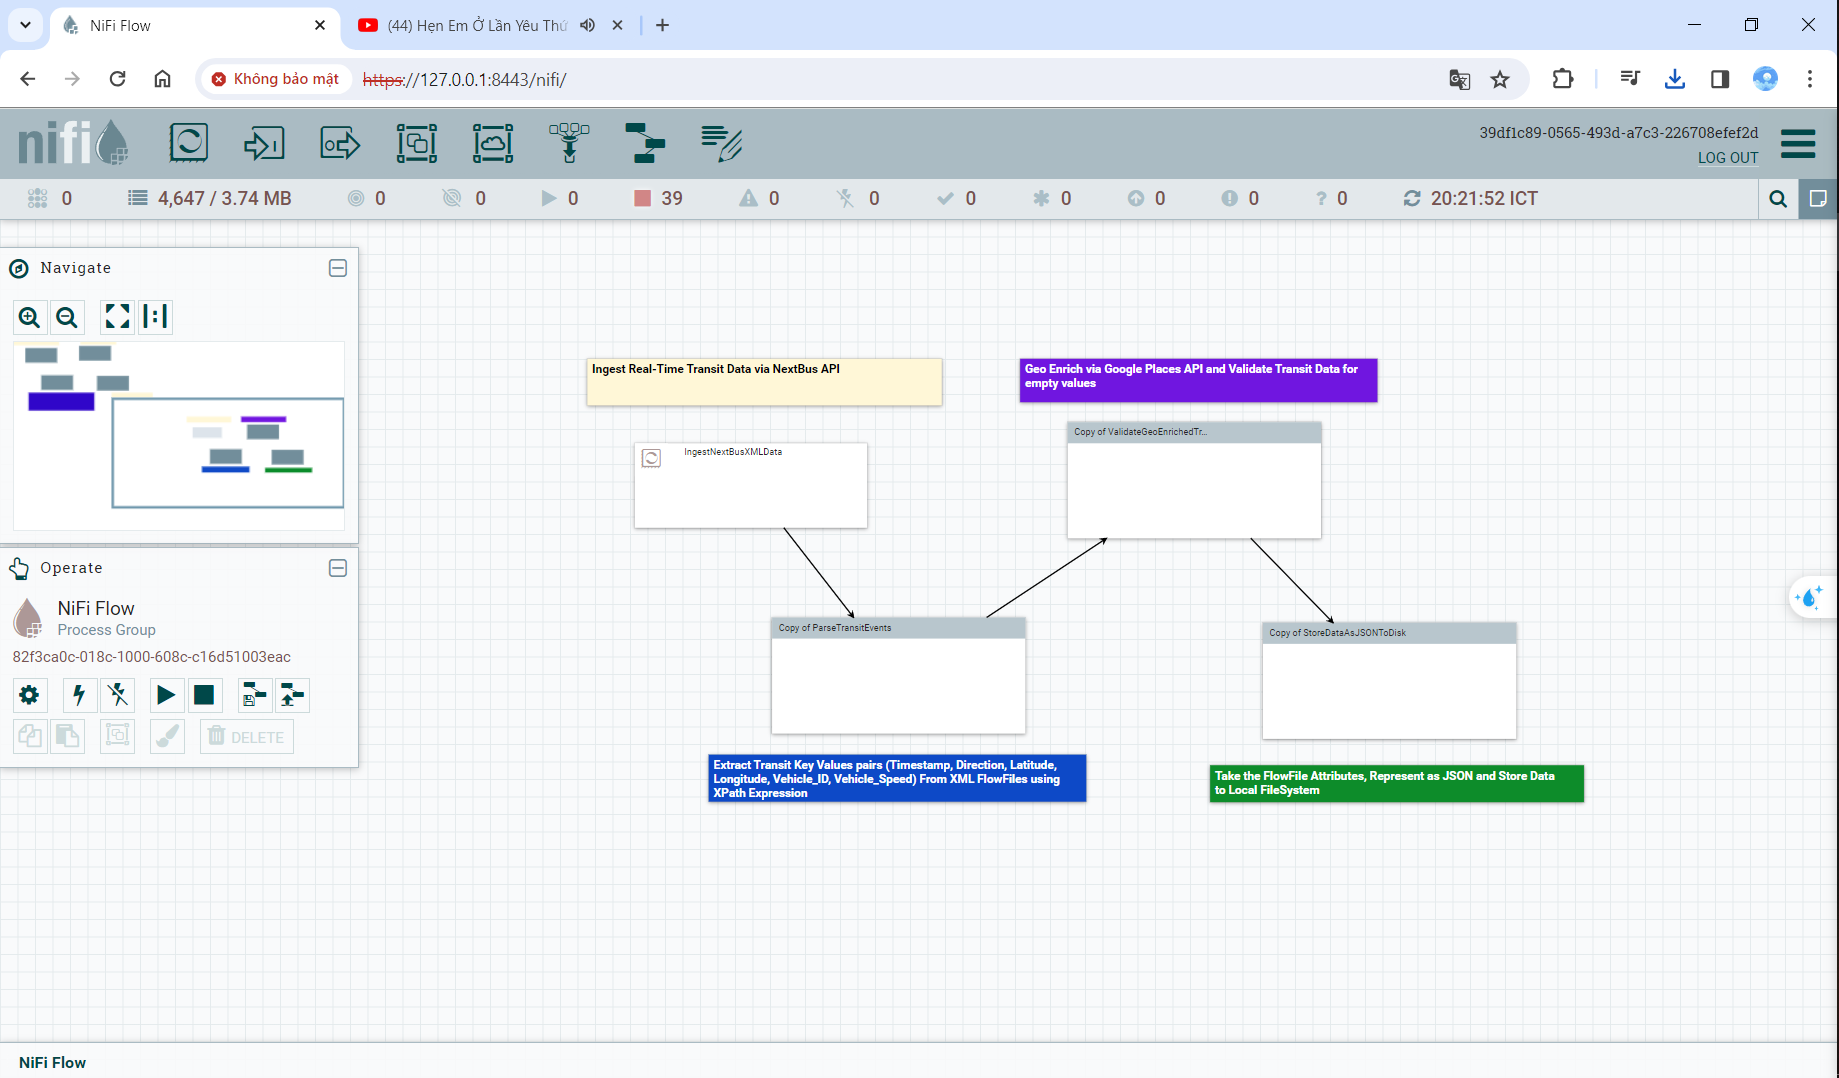 NiFi Flow
(44) Hẹn Em Ở Lần Yêu Thứ
Không bảo mật
https://127.0.0.1:8443/nifi/
nifi
39df1c89-0565-493d-a7c3-226708efef2d
LOG OUT
0
4,647 / 3.74 MB
0
0
0
39
0
0
0
0
0
0
? 0
20:21:52 ICT
Navigate
Operate
NiFi Flow
Process Group
82f3ca0c-018c-1000-608c-c16d51003eac
DELETE
Ingest Real-Time Transit Data via NextBus API
Geo Enrich via Google Places API and Validate Transit Data for
empty values
Copy of ValidateGeoEnrichedTr...
IngestNextBusXMLData
Copy of ParseTransitEvents
Copy of StoreDataAsJSONToDisk
Extract Transit Key Values pairs (Timestamp, Direction, Latitude,
Longitude, Vehicle_ID, Vehicle_Speed) From XML FlowFiles using
XPath Expression
Take the FlowFile Attributes, Represent as JSON and Store Data
to Local FileSystem
NiFi Flow